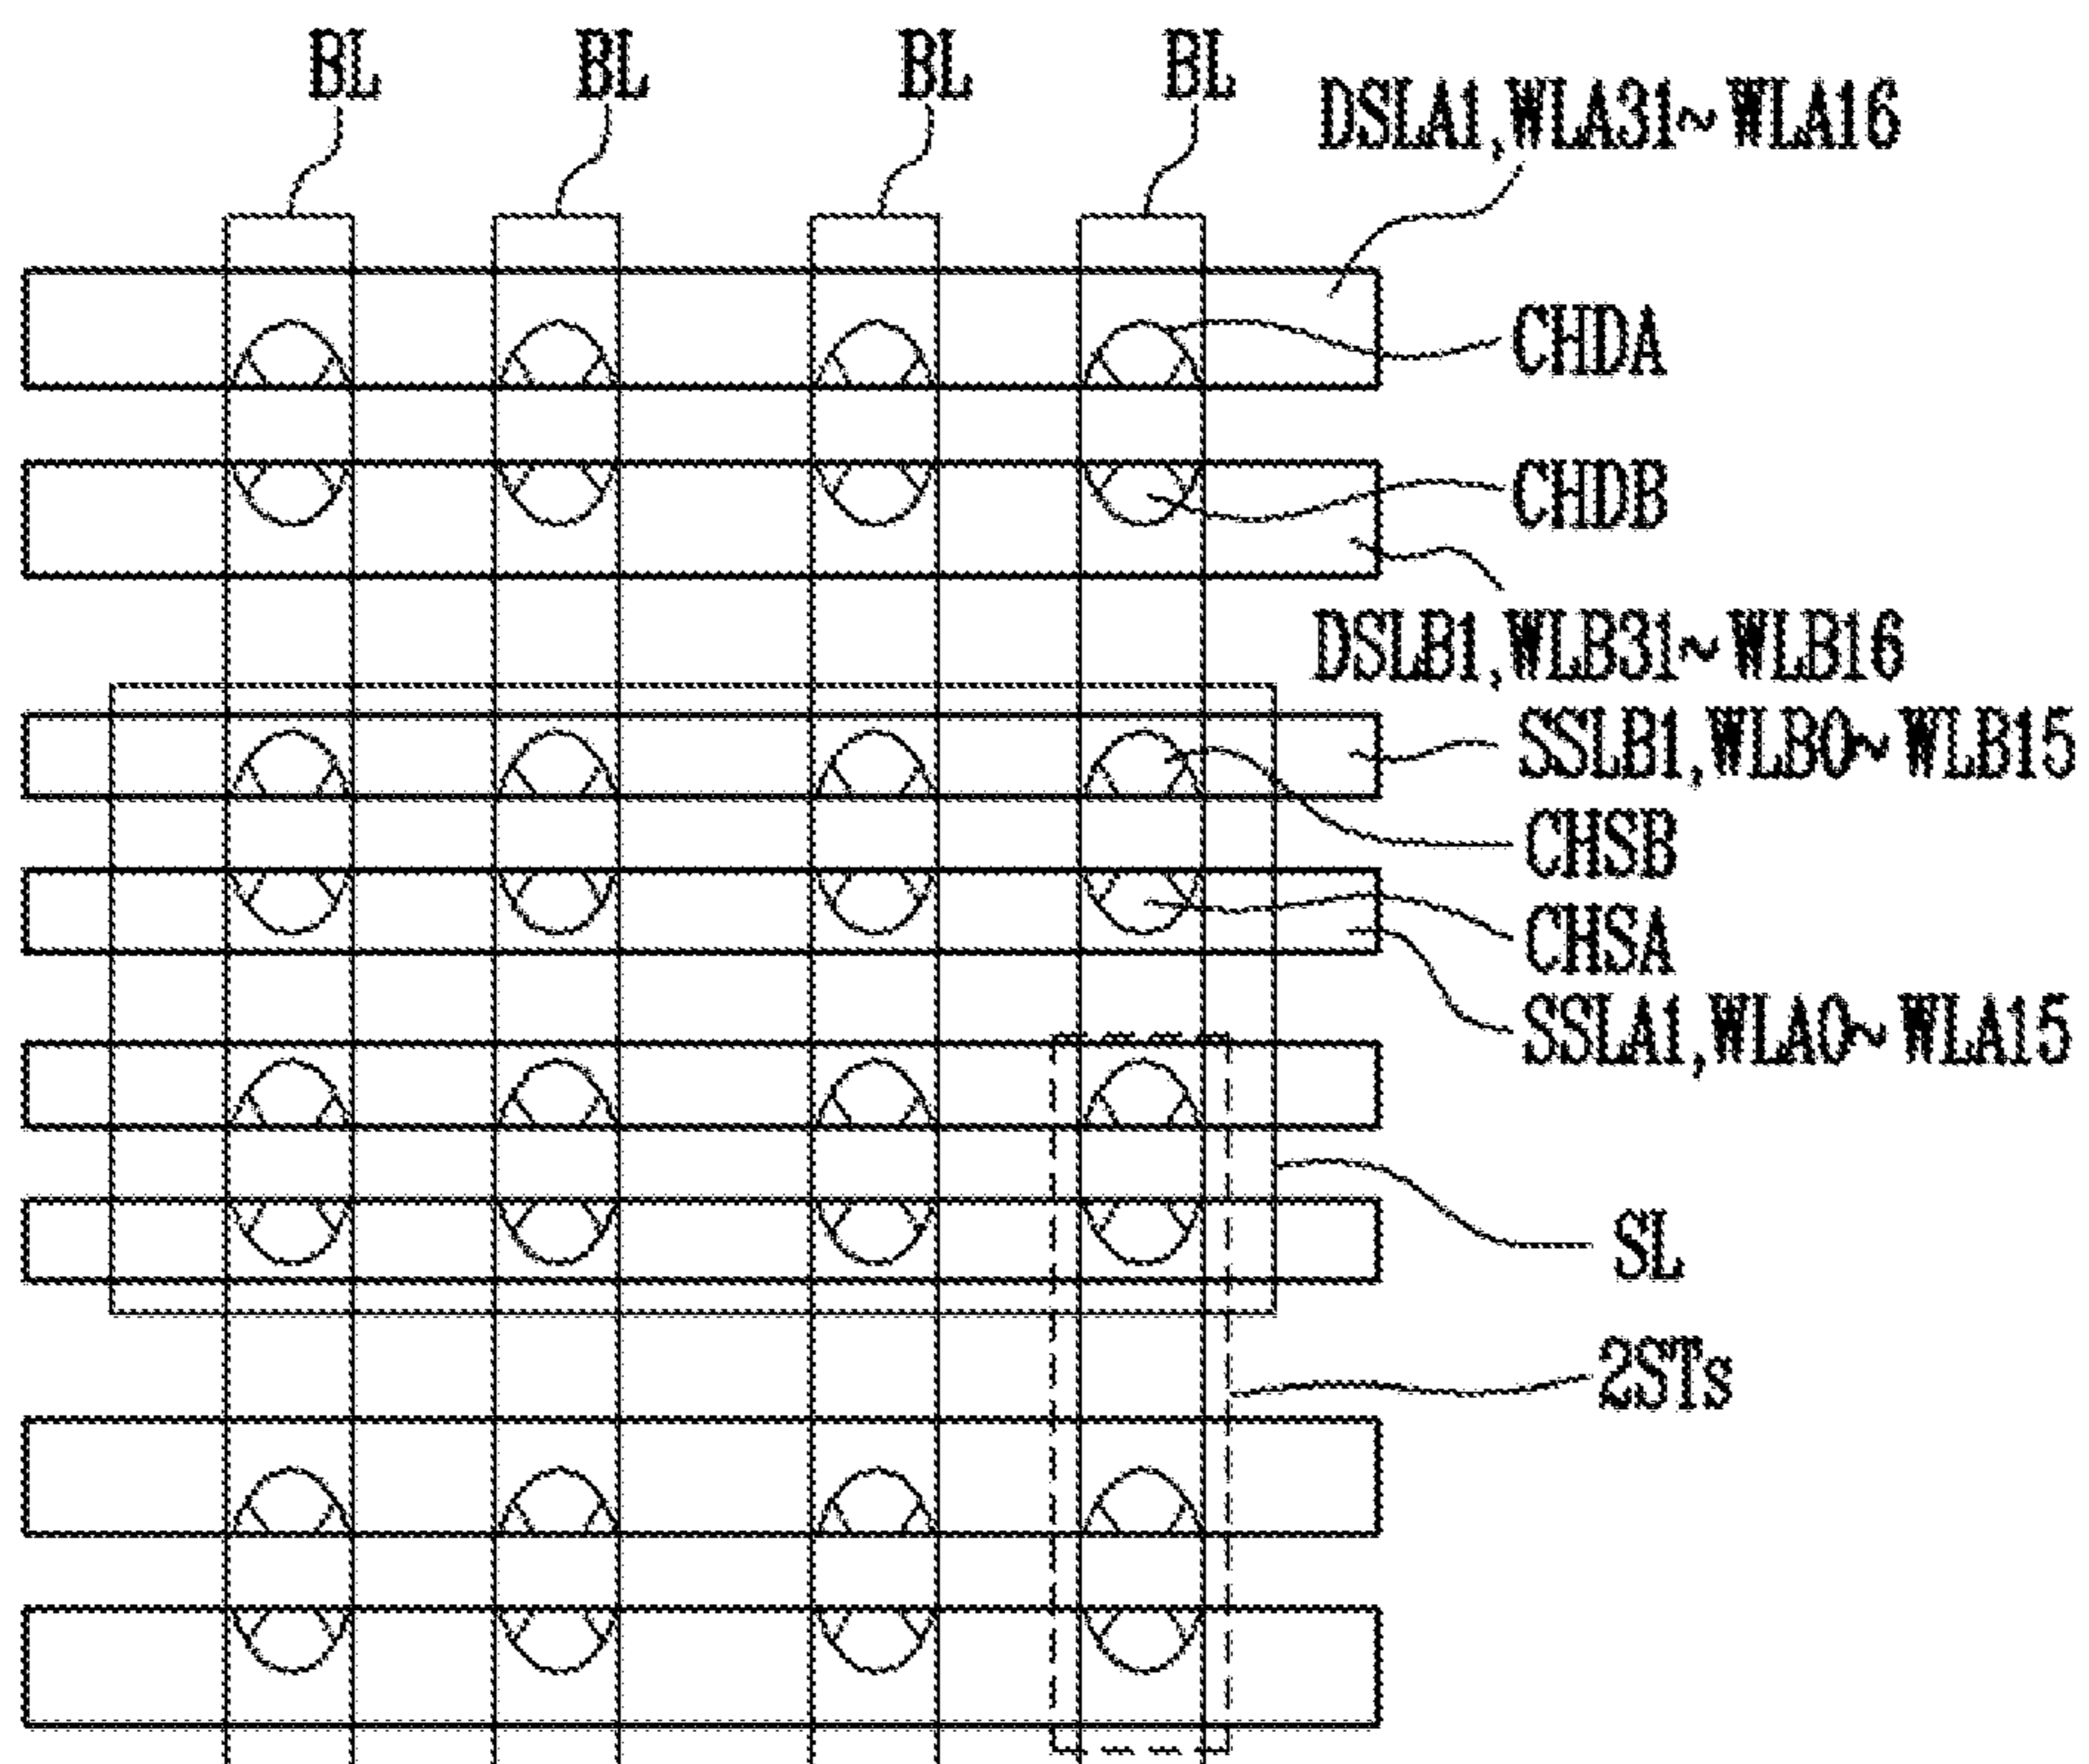 BL BL BL BL
DSLA1,WLA31~WLA16
CHDA
CHDB
DSLB1,WLB31~WLB16
SSLB1,WLB0~WLB15
CHSB
CHSA
SSLA1,WLA0~WLA15
SL
2STs